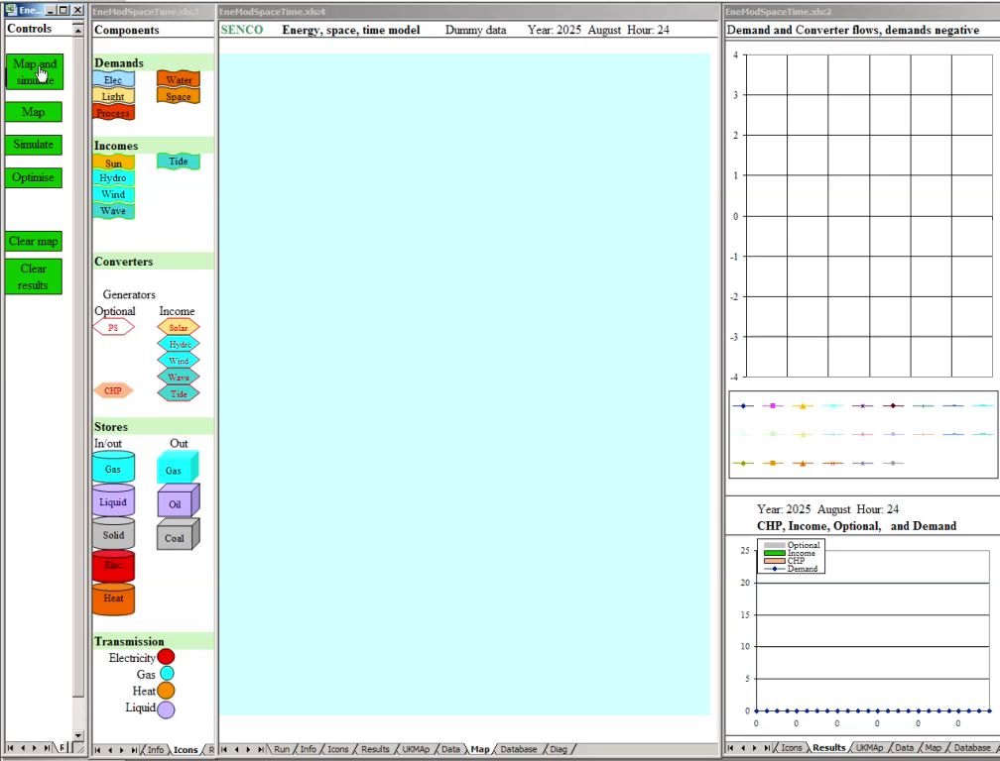 Ene...
Controls
Map and
simulate
Map
Simulate
Optimise
Clear map
Clear
results
EneModSpaceTime.xls:1
Components
Demands
Elec
Water
Light
Space
Process
Incomes
Sun
Tide
Hydro
Wind
Wave
Converters
Generators
Optional Income
PS
Solar
Hydro
Wind
Wave
CHP
Tide
Stores
In/out Out
Gas
Gas
Liquid
Oil
Solid
Coal
Elec
Heat
Transmission
Electricity
Gas
Heat
Liquid
Info Icons R
EneModSpaceTime.xls:4
SENCO Energy, space, time model Dummy data Year: 2025 August Hour: 24
Run Info Icons Results UKMAp Data Map Database Diag
EneModSpaceTime.xls:2
Demand and Converter flows, demands negative
4
3
2
1
0
-1
-2
-3
-4
Year: 2025 August Hour: 24
CHP, Income, Optional, and Demand
Optional
Income
CHP
Demand
25
20
15
10
5
0
0 0 0 0 0
Icons Results UKMAp Data Map Database